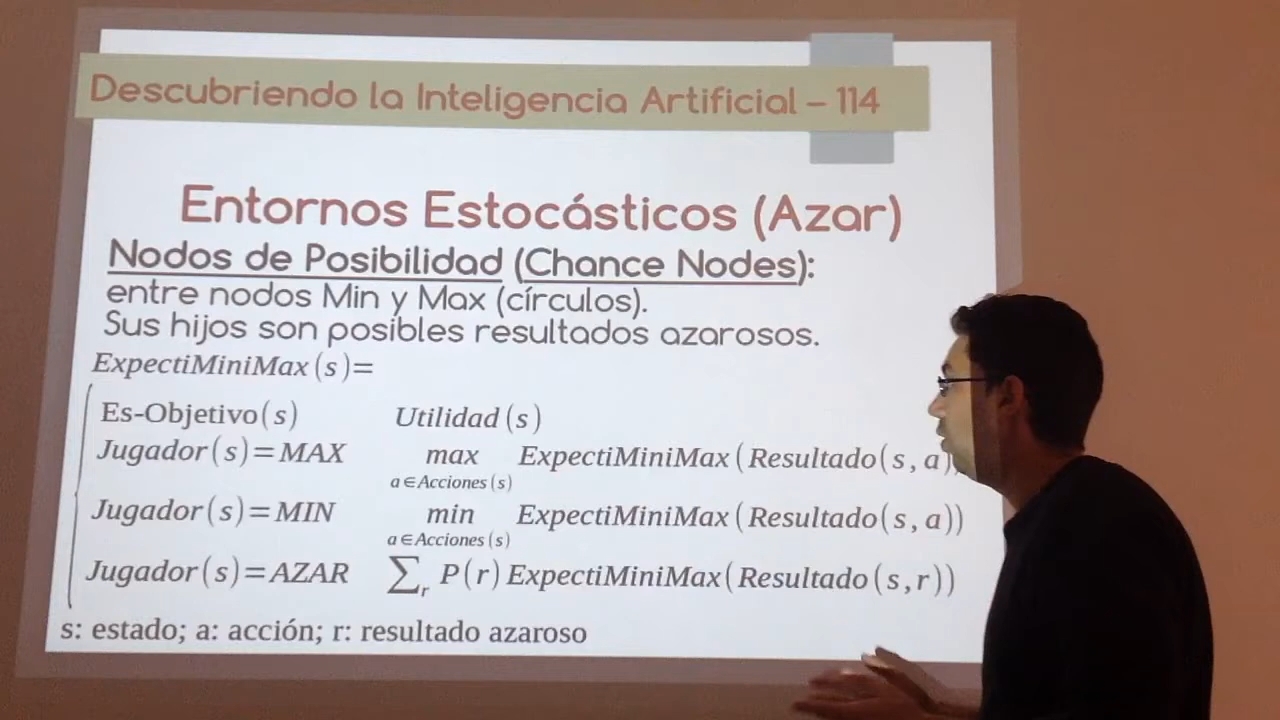 Descubriendo la Inteligencia Artificial – 114
Entornos Estocásticos (Azar)
Nodos de Posibilidad (Chance Nodes):
entre nodos Min y Max (círculos).
Sus hijos son posibles resultados azarosos.
ExpectiMiniMax(s)=
Es-Objetivo(s) Utilidad(s)
Jugador(s)=MAX max ExpectiMiniMax(Resultado(s,a)
a∈Acciones(s)
Jugador(s)=MIN min ExpectiMiniMax(Resultado(s,a))
a∈Acciones(s)
Jugador(s)=AZAR ∑r P(r)ExpectiMiniMax(Resultado(s,r))
s: estado; a: acción; r: resultado azaroso